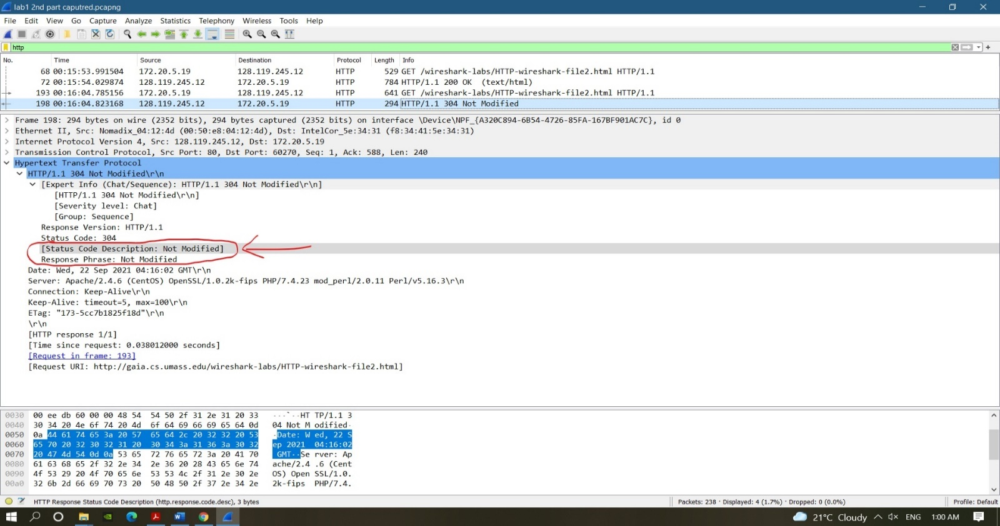 lab1 2nd part caputred.pcapng
File Edit View Go Capture Analyze Statistics Telephony Wireless Tools Help
http
No. Time Source Destination Protocol Length Info
68 00:15:53.991504 172.20.5.19 128.119.245.12 HTTP 529 GET /wireshark-labs/HTTP-wireshark-file2.html HTTP/1.1
72 00:15:54.029874 128.119.245.12 172.20.5.19 HTTP 784 HTTP/1.1 200 OK (text/html)
193 00:16:04.785156 172.20.5.19 128.119.245.12 HTTP 641 GET /wireshark-labs/HTTP-wireshark-file2.html HTTP/1.1
198 00:16:04.823168 128.119.245.12 172.20.5.19 HTTP 294 HTTP/1.1 304 Not Modified
Frame 198: 294 bytes on wire (2352 bits), 294 bytes captured (2352 bits) on interface \Device\NPF_{A320C894-6B54-4726-85FA-167BF901AC7C}, id 0
Ethernet II, Src: Nomadix_04:12:4d (00:50:e8:04:12:4d), Dst: IntelCor_5e:34:31 (f8:34:41:5e:34:31)
Internet Protocol Version 4, Src: 128.119.245.12, Dst: 172.20.5.19
Transmission Control Protocol, Src Port: 80, Dst Port: 60270, Seq: 1, Ack: 588, Len: 240
Hypertext Transfer Protocol
HTTP/1.1 304 Not Modified\r\n
[Expert Info (Chat/Sequence): HTTP/1.1 304 Not Modified\r\n]
[HTTP/1.1 304 Not Modified\r\n]
[Severity level: Chat]
[Group: Sequence]
Response Version: HTTP/1.1
Status Code: 304
[Status Code Description: Not Modified]
Response Phrase: Not Modified
Date: Wed, 22 Sep 2021 04:16:02 GMT\r\n
Server: Apache/2.4.6 (CentOS) OpenSSL/1.0.2k-fips PHP/7.4.23 mod_perl/2.0.11 Perl/v5.16.3\r\n
Connection: Keep-Alive\r\n
Keep-Alive: timeout=5, max=100\r\n
ETag: "173-5cc7b1825f18d"\r\n
\r\n
[HTTP response 1/1]
[Time since request: 0.038012000 seconds]
[Request in frame: 193]
[Request URI: http://gaia.cs.umass.edu/wireshark-labs/HTTP-wireshark-file2.html]
0030 00 ee db 60 00 00 48 54 54 50 2f 31 2e 31 20 33 ···`··HT TP/1.1 3
0040 30 34 20 4e 6f 74 20 4d 6f 64 69 66 69 65 64 0d 04 Not M odified·
0050 0a 44 61 74 65 3a 20 57 65 64 2c 20 32 32 20 53 ·Date: W ed, 22 S
0060 65 70 20 32 30 32 31 20 30 34 3a 31 36 3a 30 32 ep 2021 04:16:02
0070 20 47 4d 54 0d 0a 53 65 72 76 65 72 3a 20 41 70 GMT··Se rver: Ap
0080 61 63 68 65 2f 32 2e 34 2e 36 20 28 43 65 6e 74 ache/2.4 .6 (Cent
0090 4f 53 29 20 4f 70 65 6e 53 53 4c 2f 31 2e 30 2e OS) Open SSL/1.0.
00a0 32 6b 2d 66 69 70 73 20 50 48 50 2f 37 2e 34 2e 2k-fips PHP/7.4.
HTTP Response Status Code Description (http.response.code.desc), 3 bytes Packets: 238 · Displayed: 4 (1.7%) · Dropped: 0 (0.0%) Profile: Default
21°C Cloudy ENG 1:00 AM